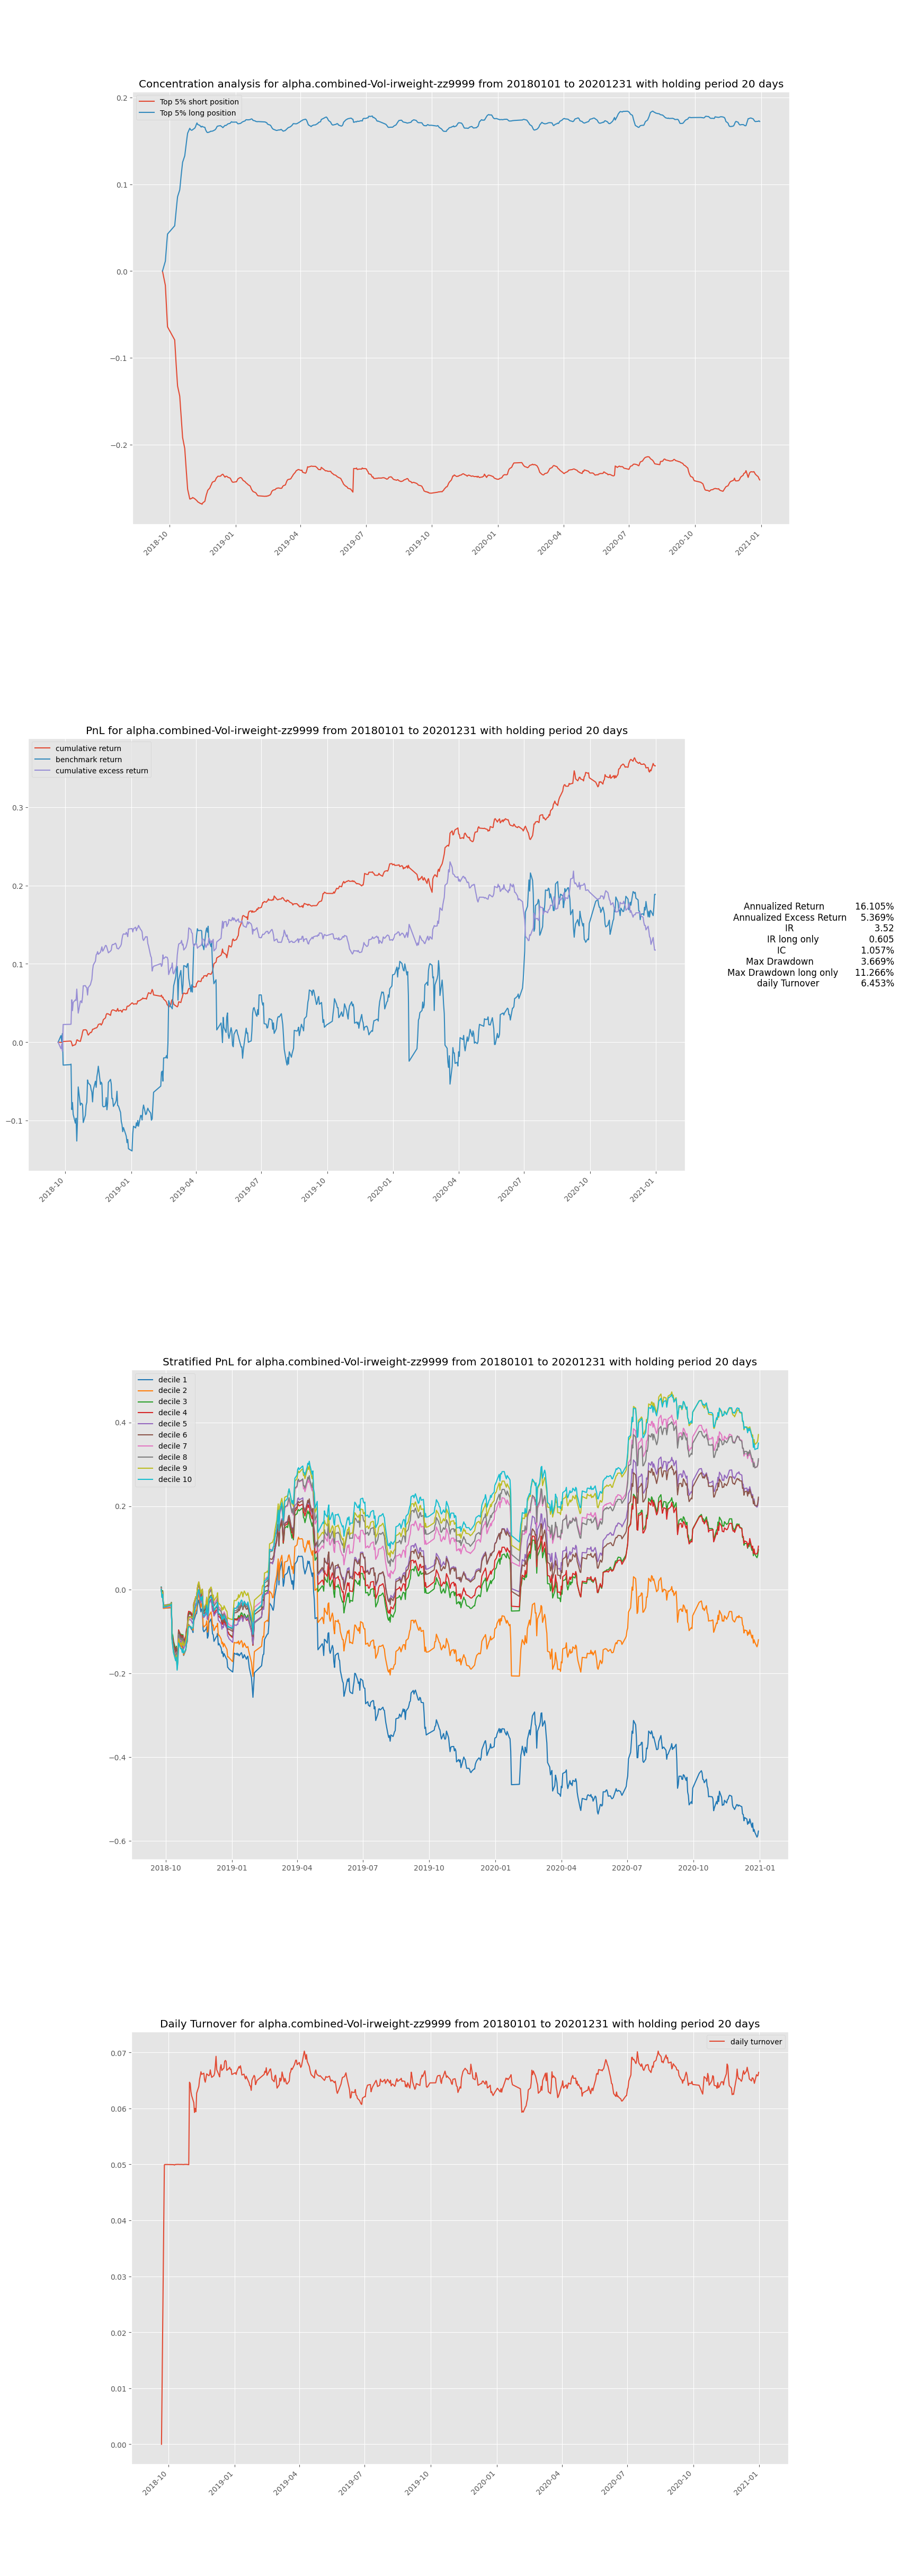 Concentration analysis for alpha.combined-Vol-irweight-zz9999 from 20180101 to 20201231 with holding period 20 days
Top 5% short position
Top 5% long position
0.2
0.1
0.0
−0.1
−0.2
2018-10
2019-01
2019-04
2019-07
2019-10
2020-01
2020-04
2020-07
2020-10
2021-01
PnL for alpha.combined-Vol-irweight-zz9999 from 20180101 to 20201231 with holding period 20 days
cumulative return
benchmark return
cumulative excess return
0.3
0.2
0.1
0.0
−0.1
2018-10
2019-01
2019-04
2019-07
2019-10
2020-01
2020-04
2020-07
2020-10
2021-01
Annualized Return 16.105%
Annualized Excess Return 5.369%
IR 3.52
IR long only 0.605
IC 1.057%
Max Drawdown 3.669%
Max Drawdown long only 11.266%
daily Turnover 6.453%
Stratified PnL for alpha.combined-Vol-irweight-zz9999 from 20180101 to 20201231 with holding period 20 days
decile 1
decile 2
decile 3
decile 4
decile 5
decile 6
decile 7
decile 8
decile 9
decile 10
0.4
0.2
0.0
−0.2
−0.4
−0.6
2018-10
2019-01
2019-04
2019-07
2019-10
2020-01
2020-04
2020-07
2020-10
2021-01
Daily Turnover for alpha.combined-Vol-irweight-zz9999 from 20180101 to 20201231 with holding period 20 days
daily turnover
0.07
0.06
0.05
0.04
0.03
0.02
0.01
0.00
2018-10
2019-01
2019-04
2019-07
2019-10
2020-01
2020-04
2020-07
2020-10
2021-01